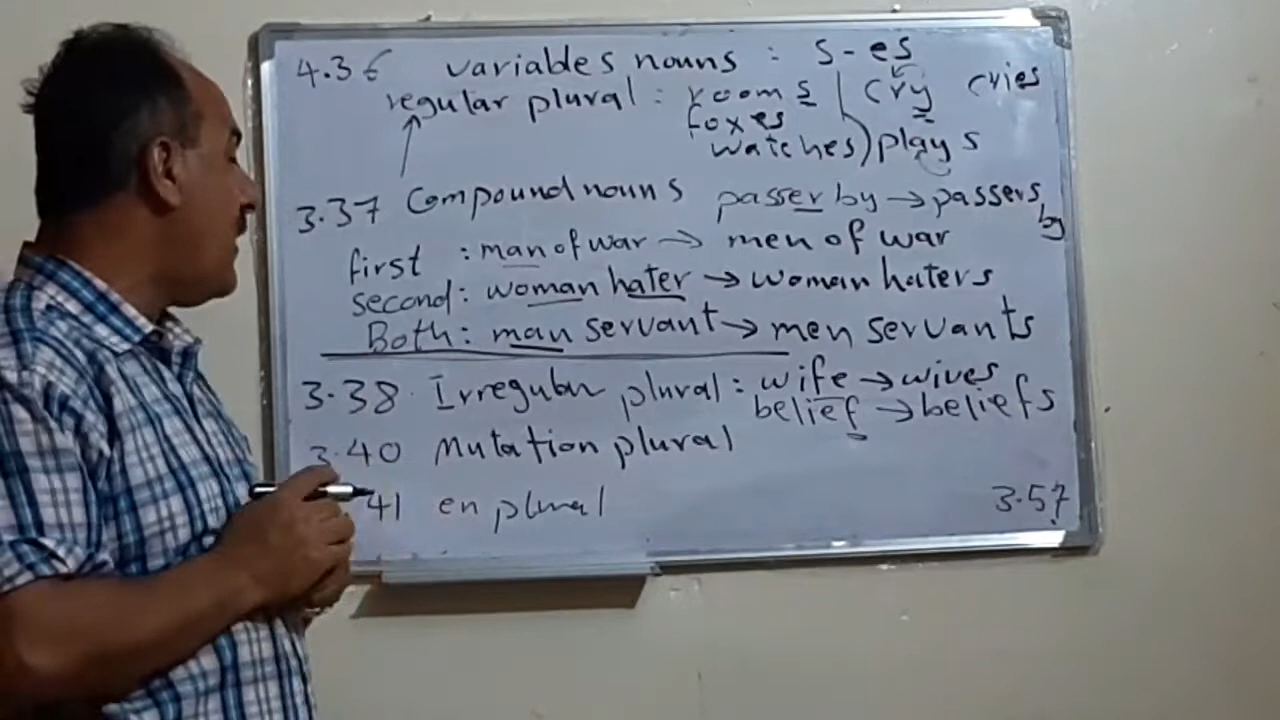 4.36 variables nouns : s-es
regular plural : rooms | cry cries
foxes
watches) plays
3.37 Compound nouns passer by → passers
by
first : man of war → men of war
second: woman hater → woman haters
Both: man servant → men servants
3.38 Irregular plural : wife → wives
belief → beliefs
3.40 Mutation plural
41 en plural
3.57